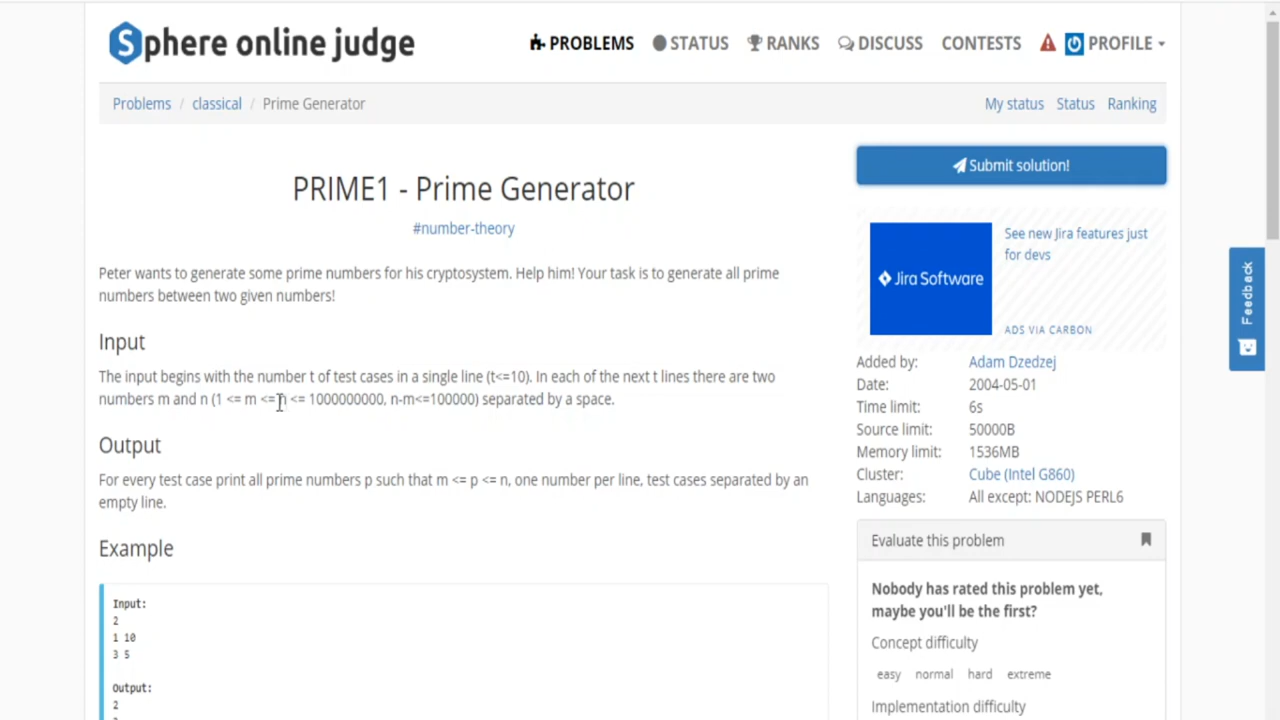 Sphere online judge
PROBLEMS STATUS RANKS DISCUSS CONTESTS PROFILE
Problems / classical / Prime Generator
My status Status Ranking
PRIME1 - Prime Generator
#number-theory
Peter wants to generate some prime numbers for his cryptosystem. Help him! Your task is to generate all prime
numbers between two given numbers!
Input
The input begins with the number t of test cases in a single line (t<=10). In each of the next t lines there are two
numbers m and n (1 <= m <= n <= 1000000000, n-m<=100000) separated by a space.
Output
For every test case print all prime numbers p such that m <= p <= n, one number per line, test cases separated by an
empty line.
Example
Input:
2
1 10
3 5
Output:
2
Submit solution!
Jira Software
See new Jira features just
for devs
ADS VIA CARBON
Added by: Adam Dzedzej
Date: 2004-05-01
Time limit: 6s
Source limit: 50000B
Memory limit: 1536MB
Cluster: Cube (Intel G860)
Languages: All except: NODEJS PERL6
Evaluate this problem
Nobody has rated this problem yet,
maybe you'll be the first?
Concept difficulty
easy normal hard extreme
Implementation difficulty
Feedback